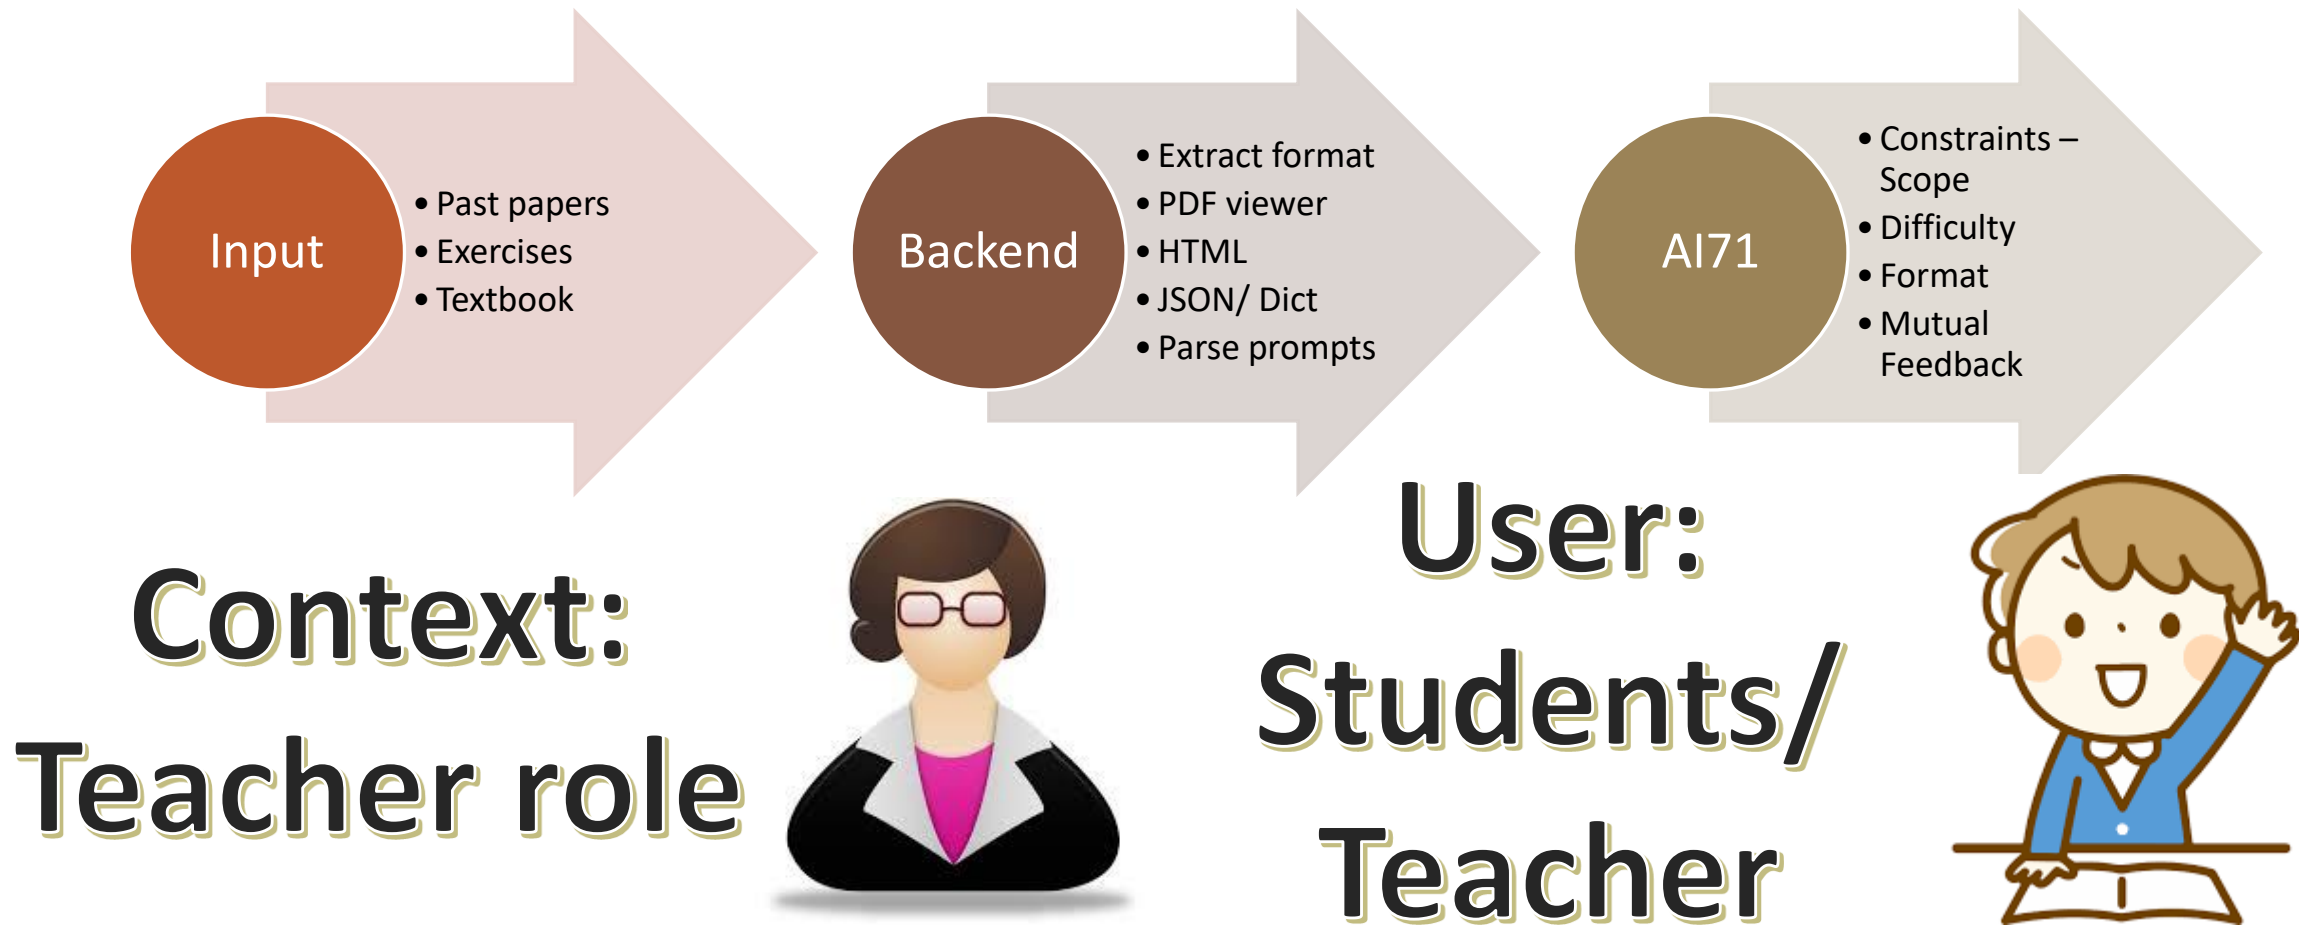 Input
• Past papers
• Exercises
• Textbook
Backend
• Extract format
• PDF viewer
• HTML
• JSON/ Dict
• Parse prompts
AI71
• Constraints –
Scope
• Difficulty
• Format
• Mutual
Feedback
Context:
Teacher role
User:
Students/
Teacher